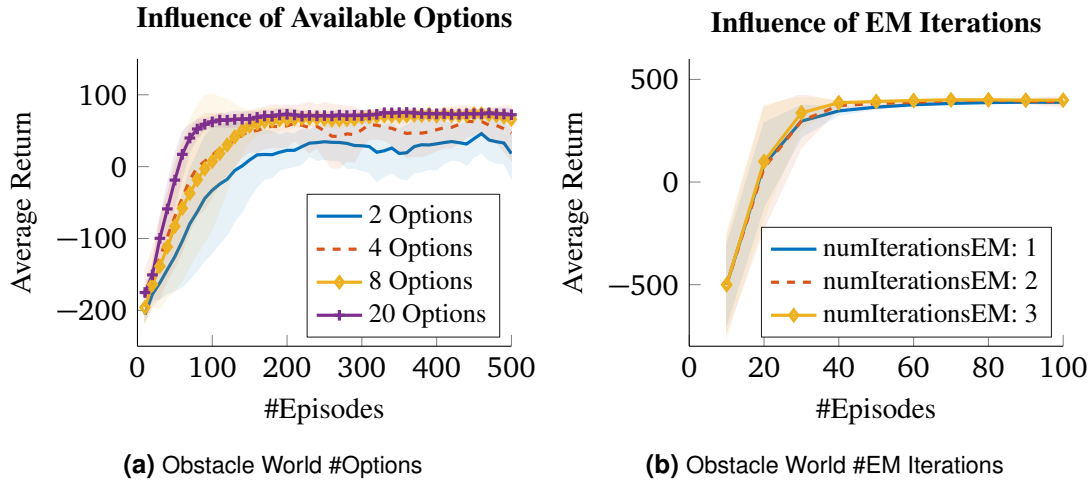 Influence of Available Options
100
0
−100
−200
Average Return
2 Options
4 Options
8 Options
20 Options
0 100 200 300 400 500
#Episodes
(a) Obstacle World #Options
Influence of EM Iterations
500
0
−500
Average Return
numIterationsEM: 1
numIterationsEM: 2
numIterationsEM: 3
0 20 40 60 80 100
#Episodes
(b) Obstacle World #EM Iterations